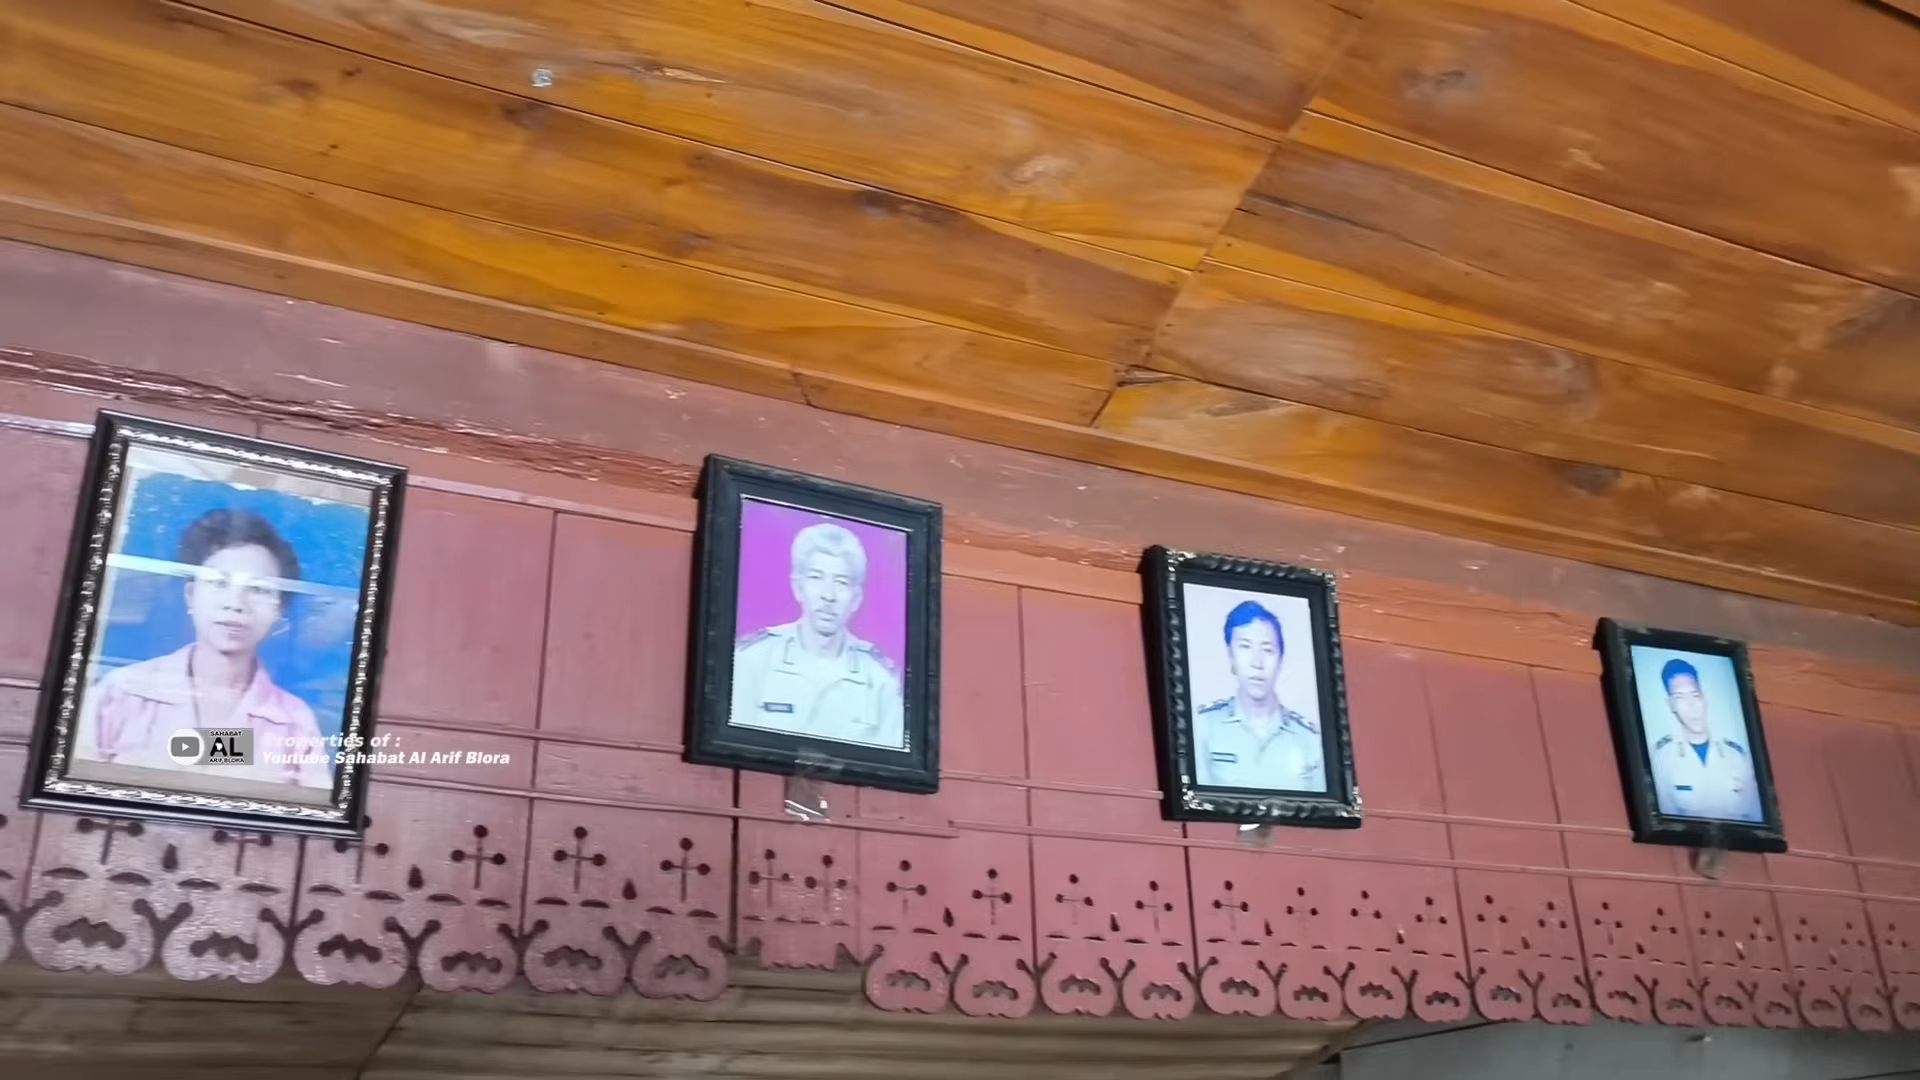 SAHABAT
AL
ARIF BLORA
Properties of :
Youtube Sahabat Al Arif Blora